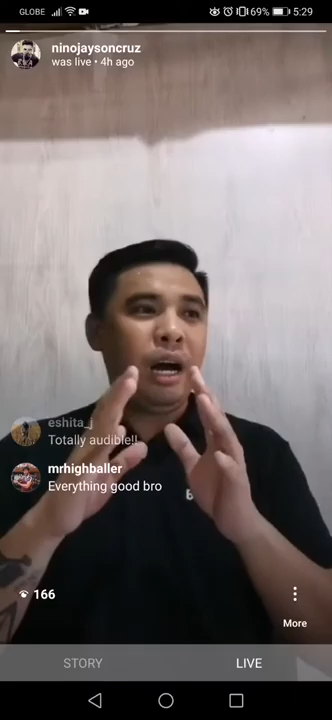 GLOBE 69% 5:29
ninojaysoncruz
was live • 4h ago
eshita_j
Totally audible!!
mrhighballer
Everything good bro
166
More
STORY LIVE